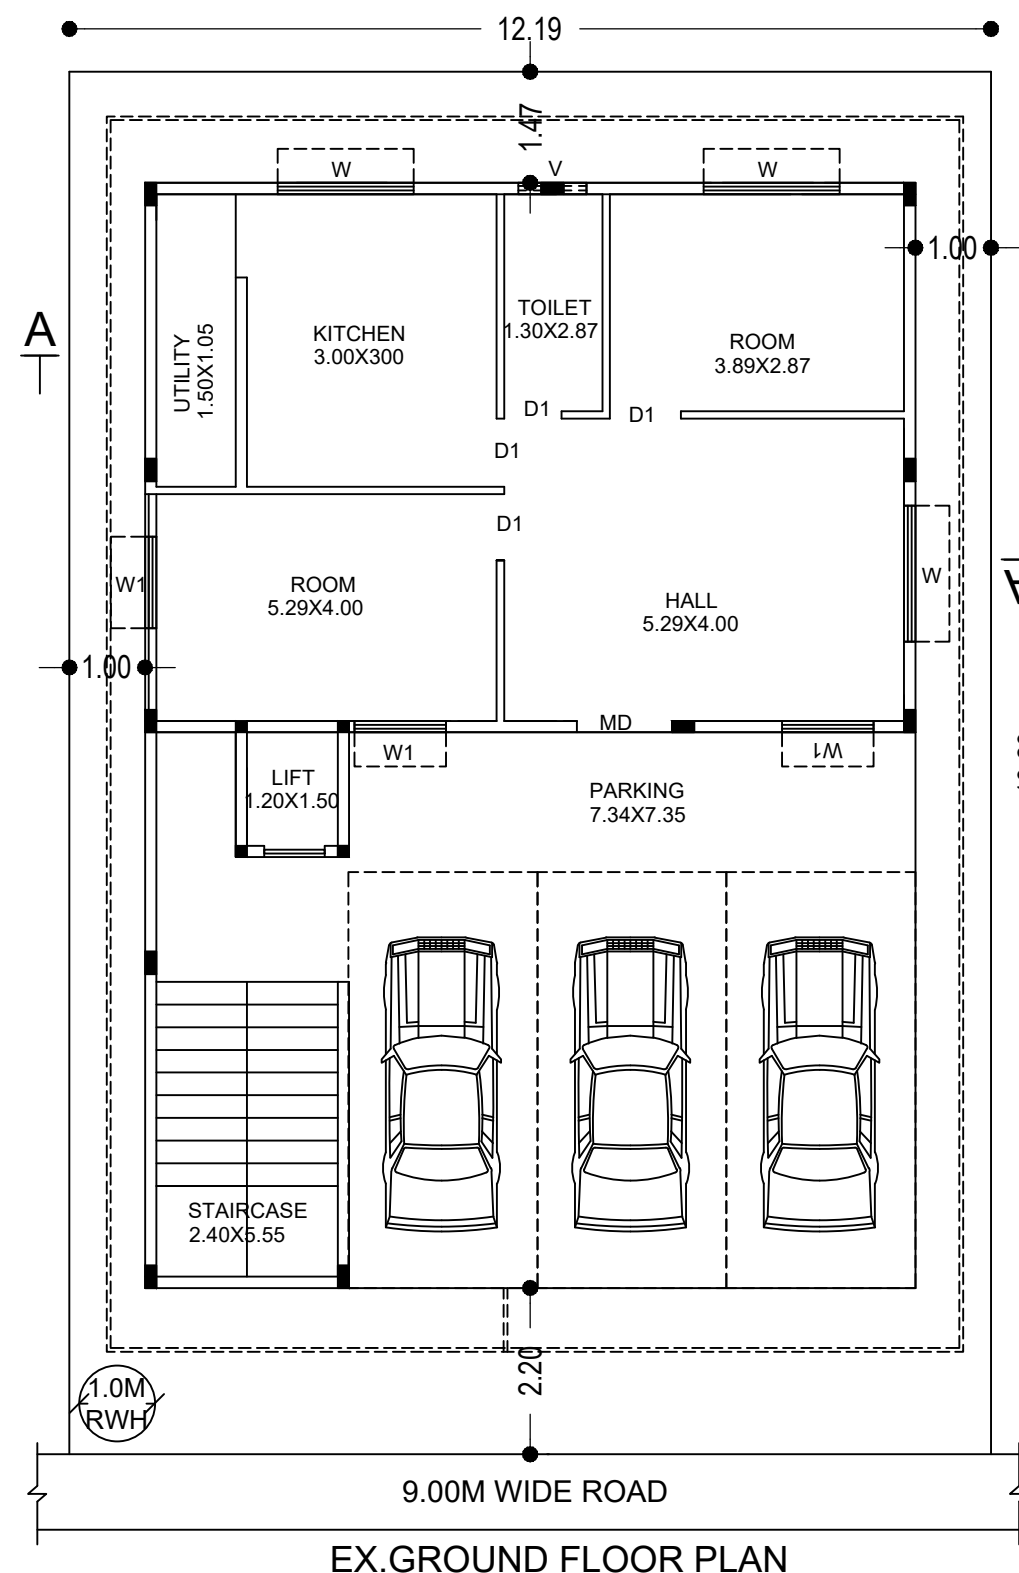 12.19
1.47
W
V
W
1.00
A
TOILET
1.30X2.87
KITCHEN
3.00X300
ROOM
3.89X2.87
UTILITY
1.50X1.05
D1
D1
D1
D1
W1
ROOM
5.29X4.00
HALL
5.29X4.00
W
A
1.00
MD
W1
W1
LIFT
1.20X1.50
PARKING
7.34X7.35
STAIRCASE
2.40X5.55
2.20
1.0M
RWH
9.00M WIDE ROAD
EX.GROUND FLOOR PLAN